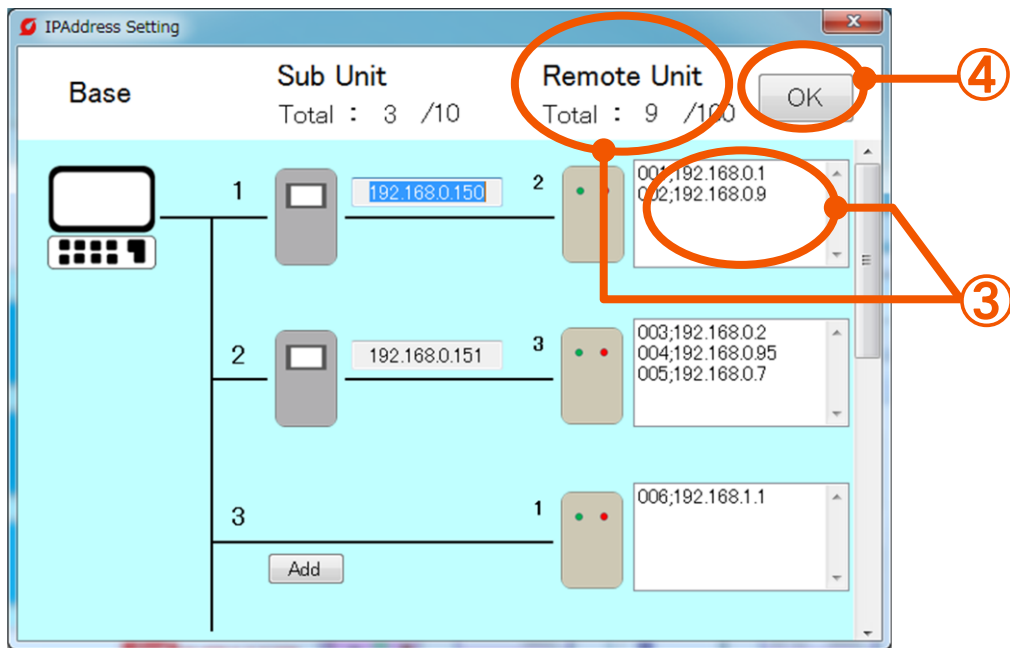 IPAddress Setting
Base
Sub Unit
Total : 3 /10
Remote Unit
Total : 9 /100
OK
④
1
192.168.0.150
2
001;192.168.0.1
002;192.168.0.9
③
2
192.168.0.151
3
003;192.168.0.2
004;192.168.0.95
005;192.168.0.7
3
Add
1
006;192.168.1.1